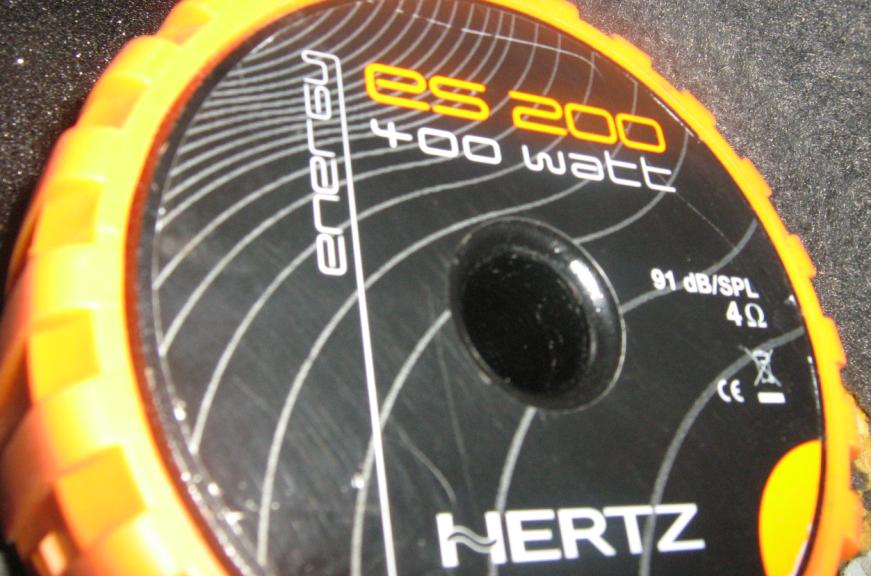 energy
es 200
400 watt
91 dB/SPL
4Ω
CE
HERTZ